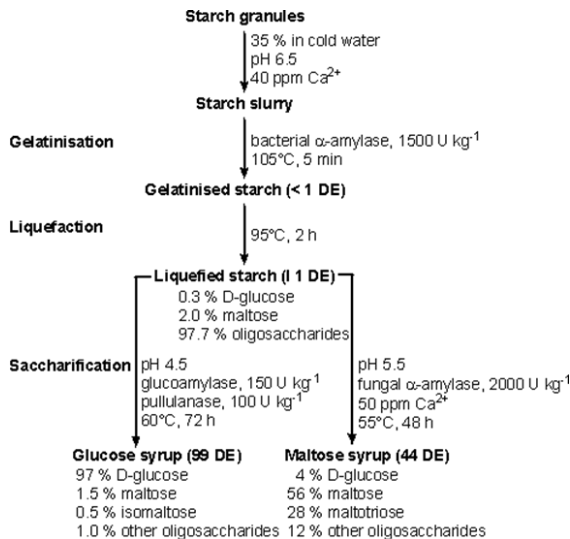 Starch granules
35 % in cold water
pH 6.5
40 ppm Ca2+
Starch slurry
Gelatinisation
bacterial α-amylase, 1500 U kg-1
105°C, 5 min
Gelatinised starch (< 1 DE)
Liquefaction
95°C, 2 h
Liquefied starch (l 1 DE)
0.3 % D-glucose
2.0 % maltose
97.7 % oligosaccharides
Saccharification
pH 4.5
glucoamylase, 150 U kg-1
pullulanase, 100 U kg-1
60°C, 72 h
pH 5.5
fungal α-amylase, 2000 U kg-1
50 ppm Ca2+
55°C, 48 h
Glucose syrup (99 DE)
97 % D-glucose
1.5 % maltose
0.5 % isomaltose
1.0 % other oligosaccharides
Maltose syrup (44 DE)
4 % D-glucose
56 % maltose
28 % maltotriose
12 % other oligosaccharides